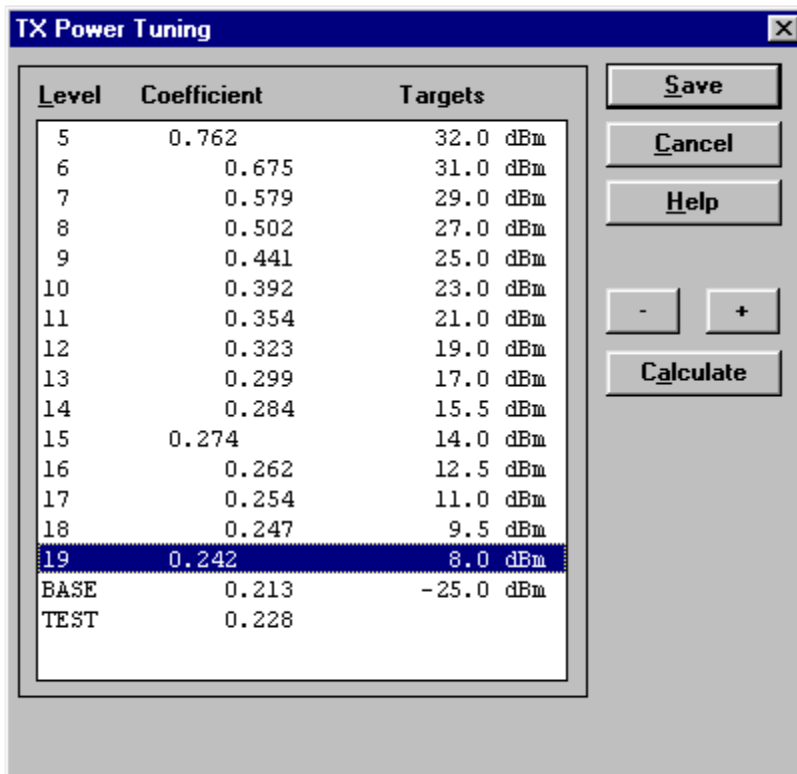 TX Power Tuning
Level Coefficient Targets
5 0.762 32.0 dBm
6 0.675 31.0 dBm
7 0.579 29.0 dBm
8 0.502 27.0 dBm
9 0.441 25.0 dBm
10 0.392 23.0 dBm
11 0.354 21.0 dBm
12 0.323 19.0 dBm
13 0.299 17.0 dBm
14 0.284 15.5 dBm
15 0.274 14.0 dBm
16 0.262 12.5 dBm
17 0.254 11.0 dBm
18 0.247 9.5 dBm
19 0.242 8.0 dBm
BASE 0.213 -25.0 dBm
TEST 0.228
Save
Cancel
Help
- +
Calculate